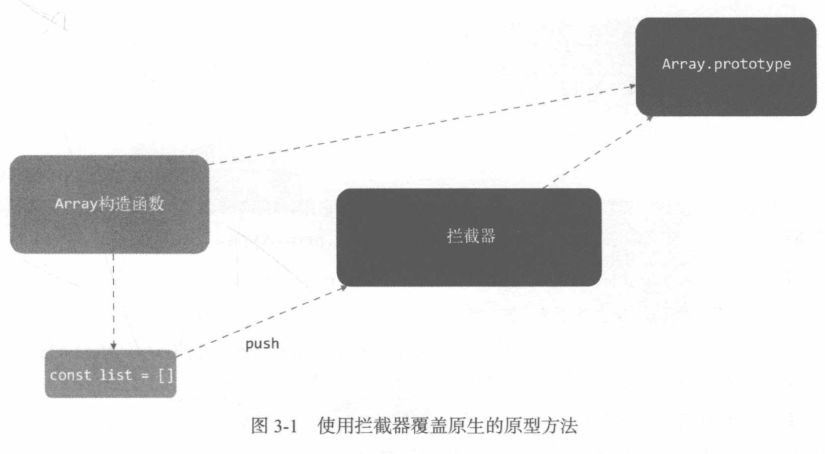 Array.prototype
Array构造函数
拦截器
push
const list = []
图 3-1 使用拦截器覆盖原生的原型方法